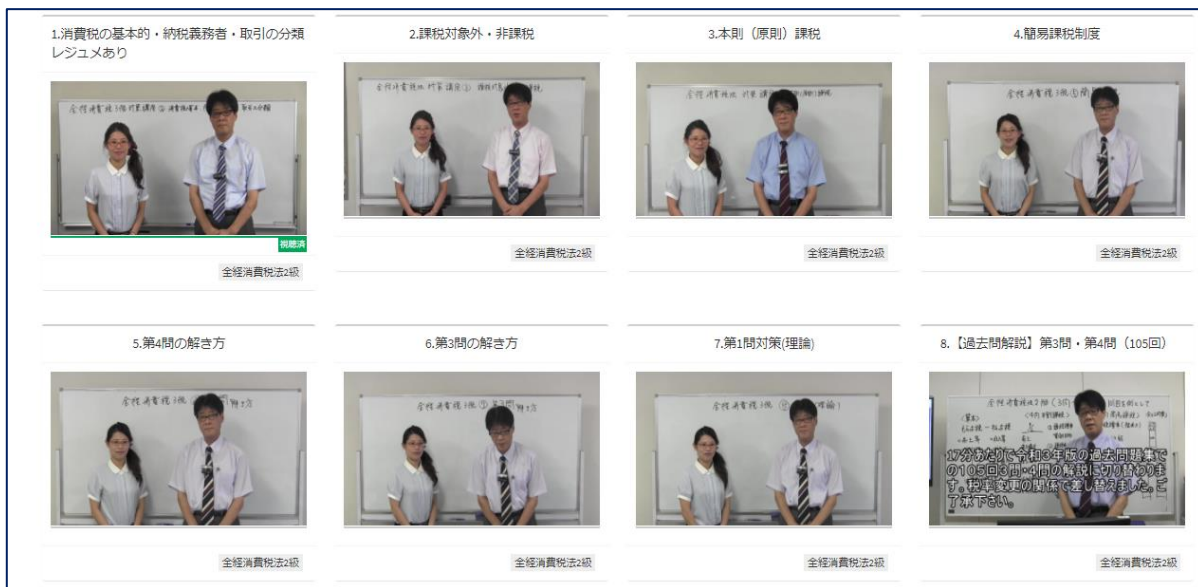 1.消費税の基本的・納税義務者・取引の分類
レジュメあり
2.課税対象外・非課税
3.本則（原則）課税
4.簡易課税制度
視聴済
全経消費税法2級
全経消費税法2級
全経消費税法2級
全経消費税法2級
5.第4問の解き方
6.第3問の解き方
7.第1問対策(理論)
8.【過去問解説】第3問・第4問（105回）
17分あたりで令和3年版の過去問題集で
の105回3問・4問の解説に切り替わりま
す。税率変更の関係で差し替えました。ご
了承下さい。
全経消費税法2級
全経消費税法2級
全経消費税法2級
全経消費税法2級